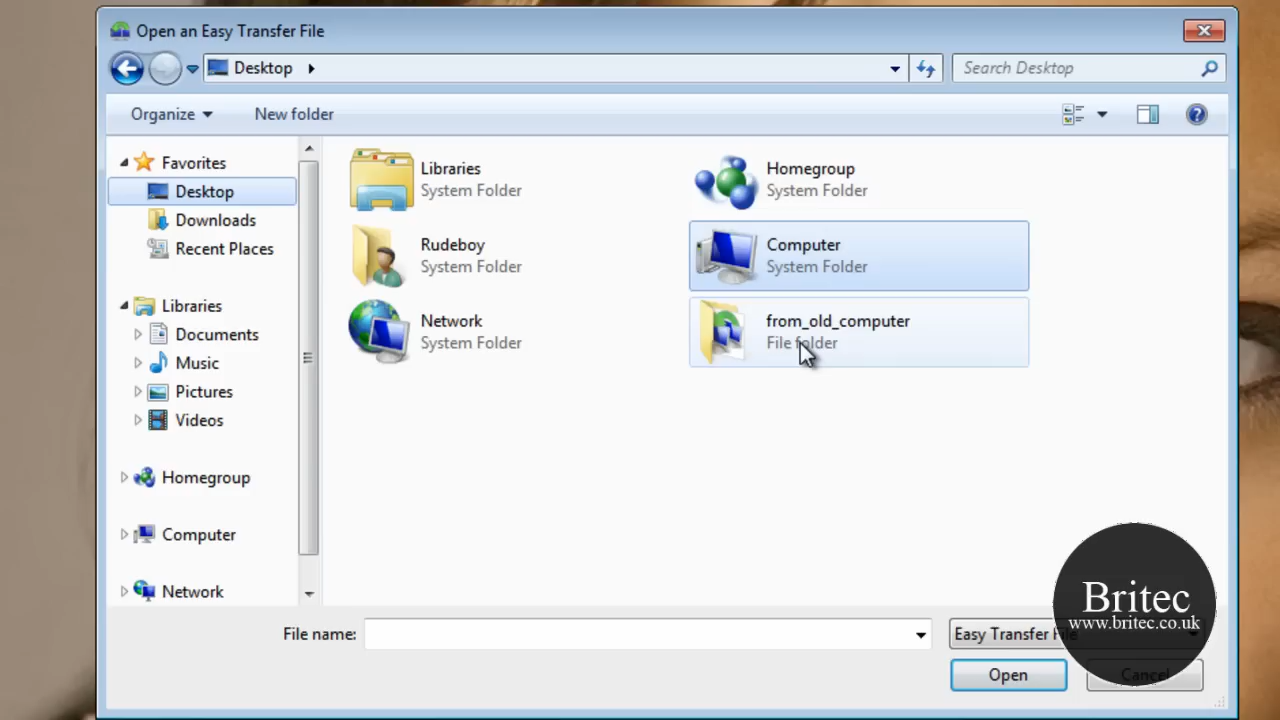 Open an Easy Transfer File
Desktop
Search Desktop
Organize
New folder
Favorites
Desktop
Downloads
Recent Places
Libraries
Documents
Music
Pictures
Videos
Homegroup
Computer
Network
Libraries
System Folder
Homegroup
System Folder
Rudeboy
System Folder
Computer
System Folder
Network
System Folder
from_old_computer
File folder
File name:
Easy Transfer File
Open
Cancel
Britec
www.britec.co.uk